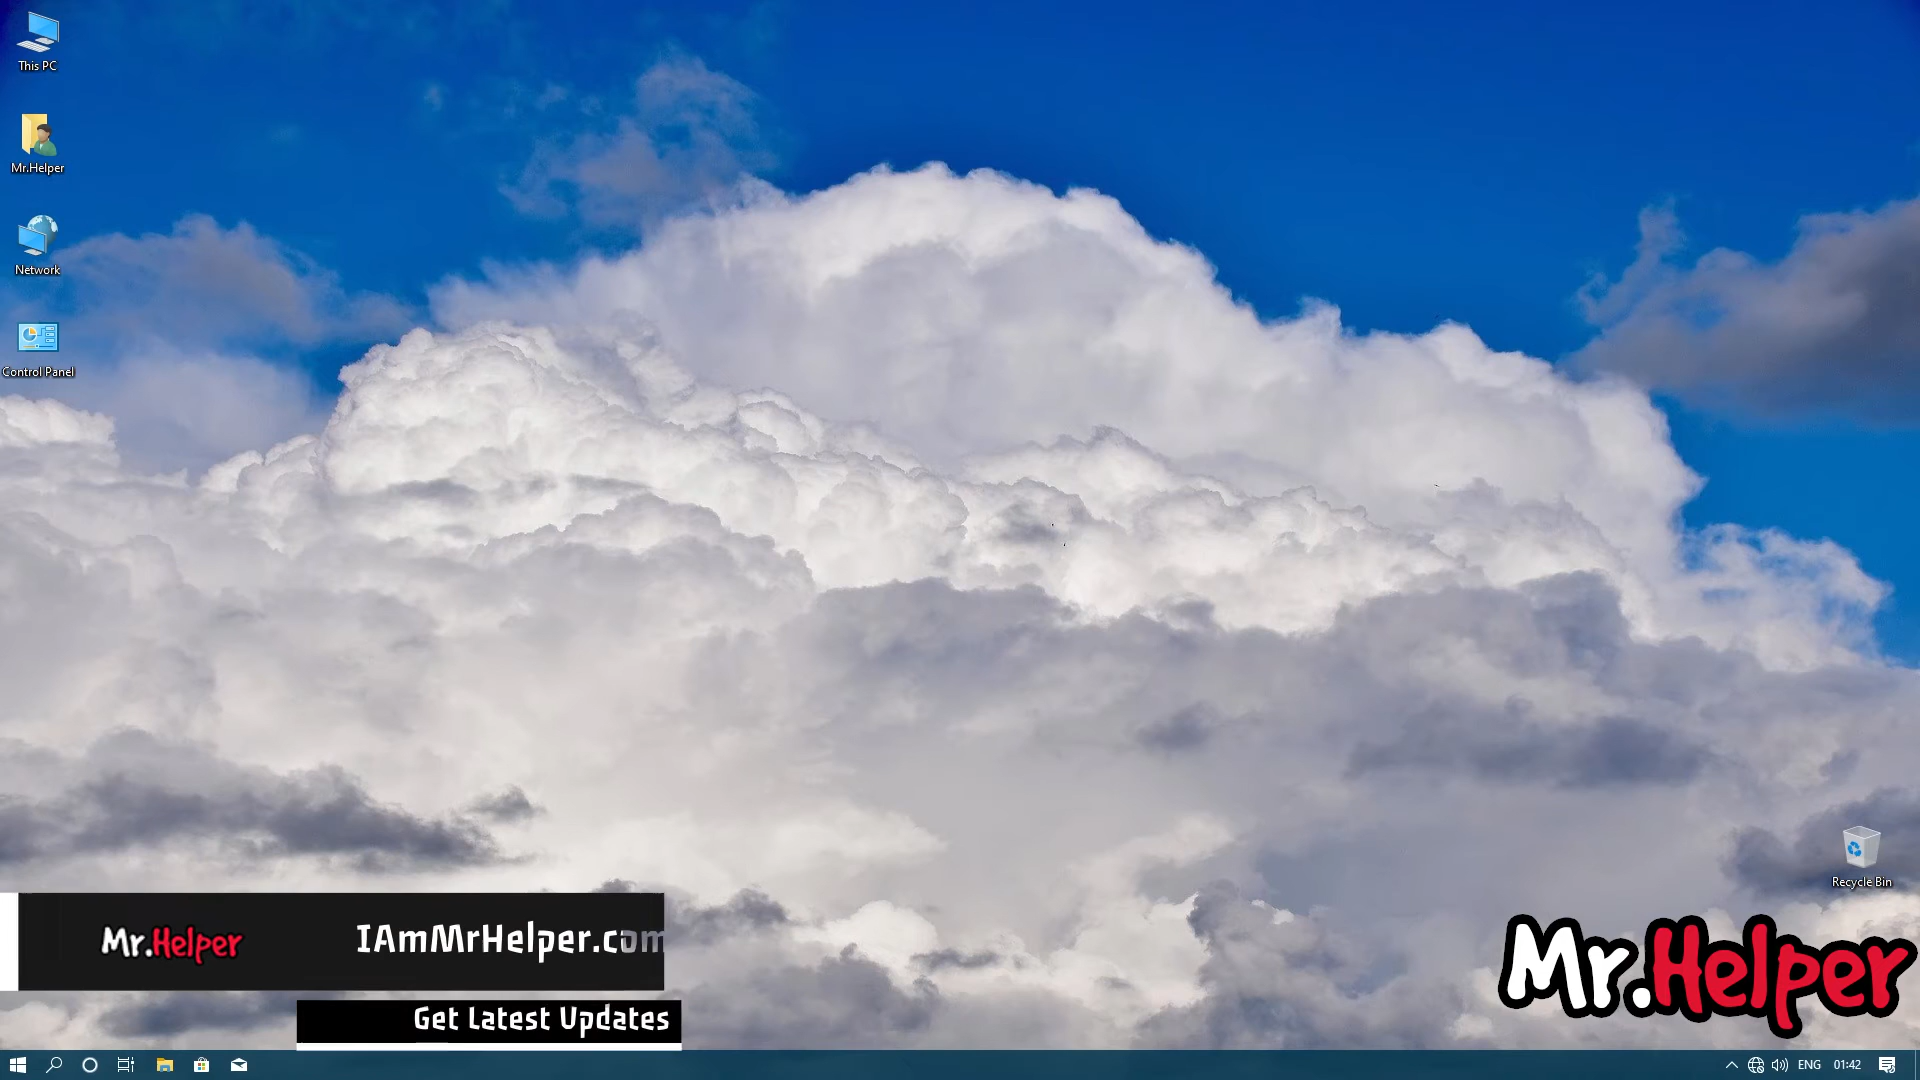 This PC
Mr.Helper
Network
Control Panel
Recycle Bin
Mr.Helper
IAmMrHelper.com
Get Latest Updates
Mr.Helper
ENG
01:42